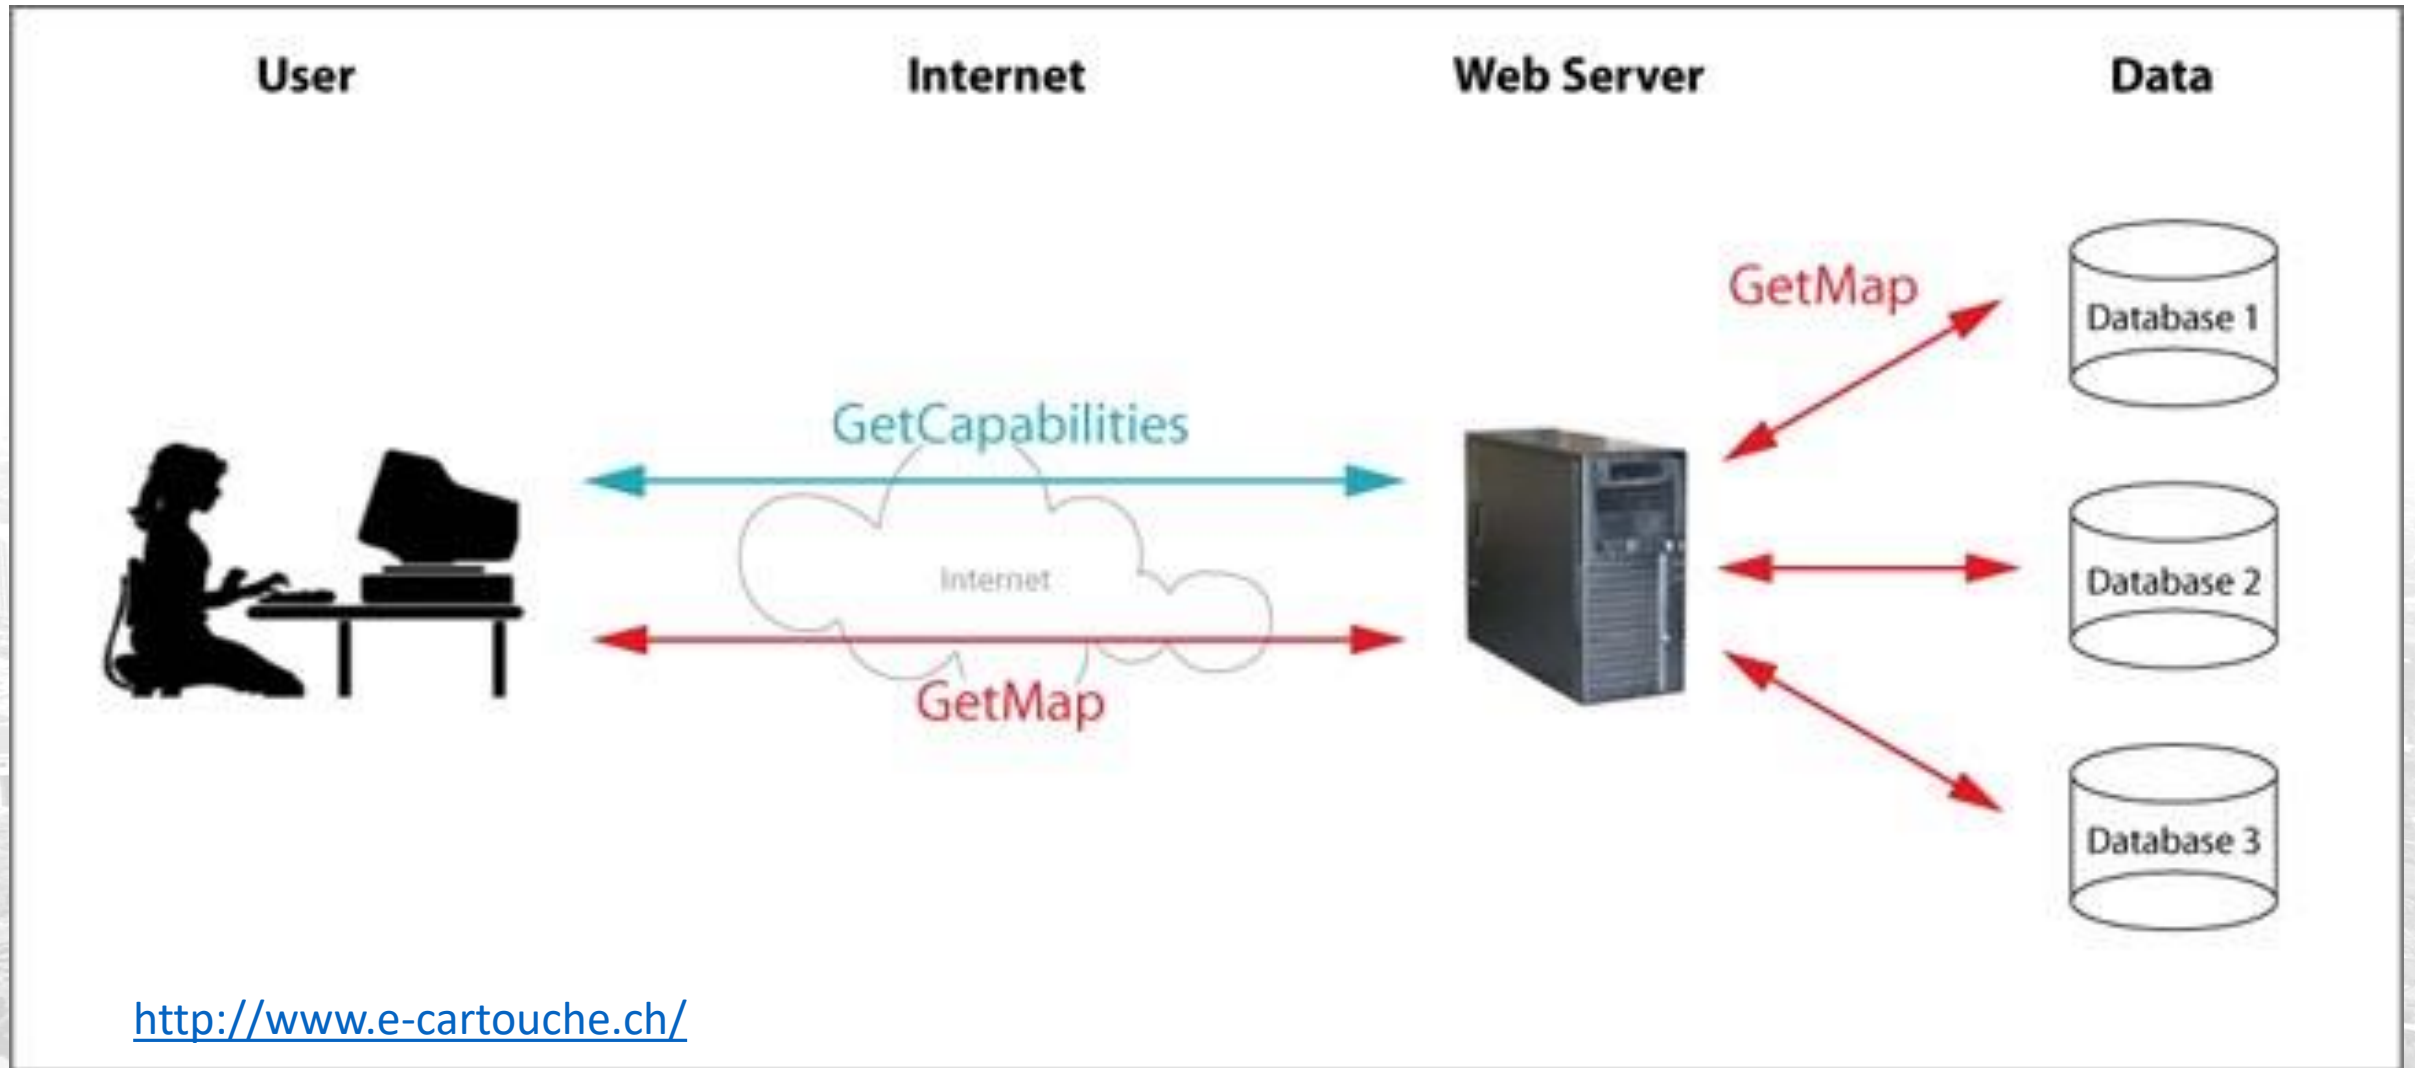 User Internet Web Server Data
GetMap
Database 1
GetCapabilities
Internet
Database 2
GetMap
Database 3
http://www.e-cartouche.ch/